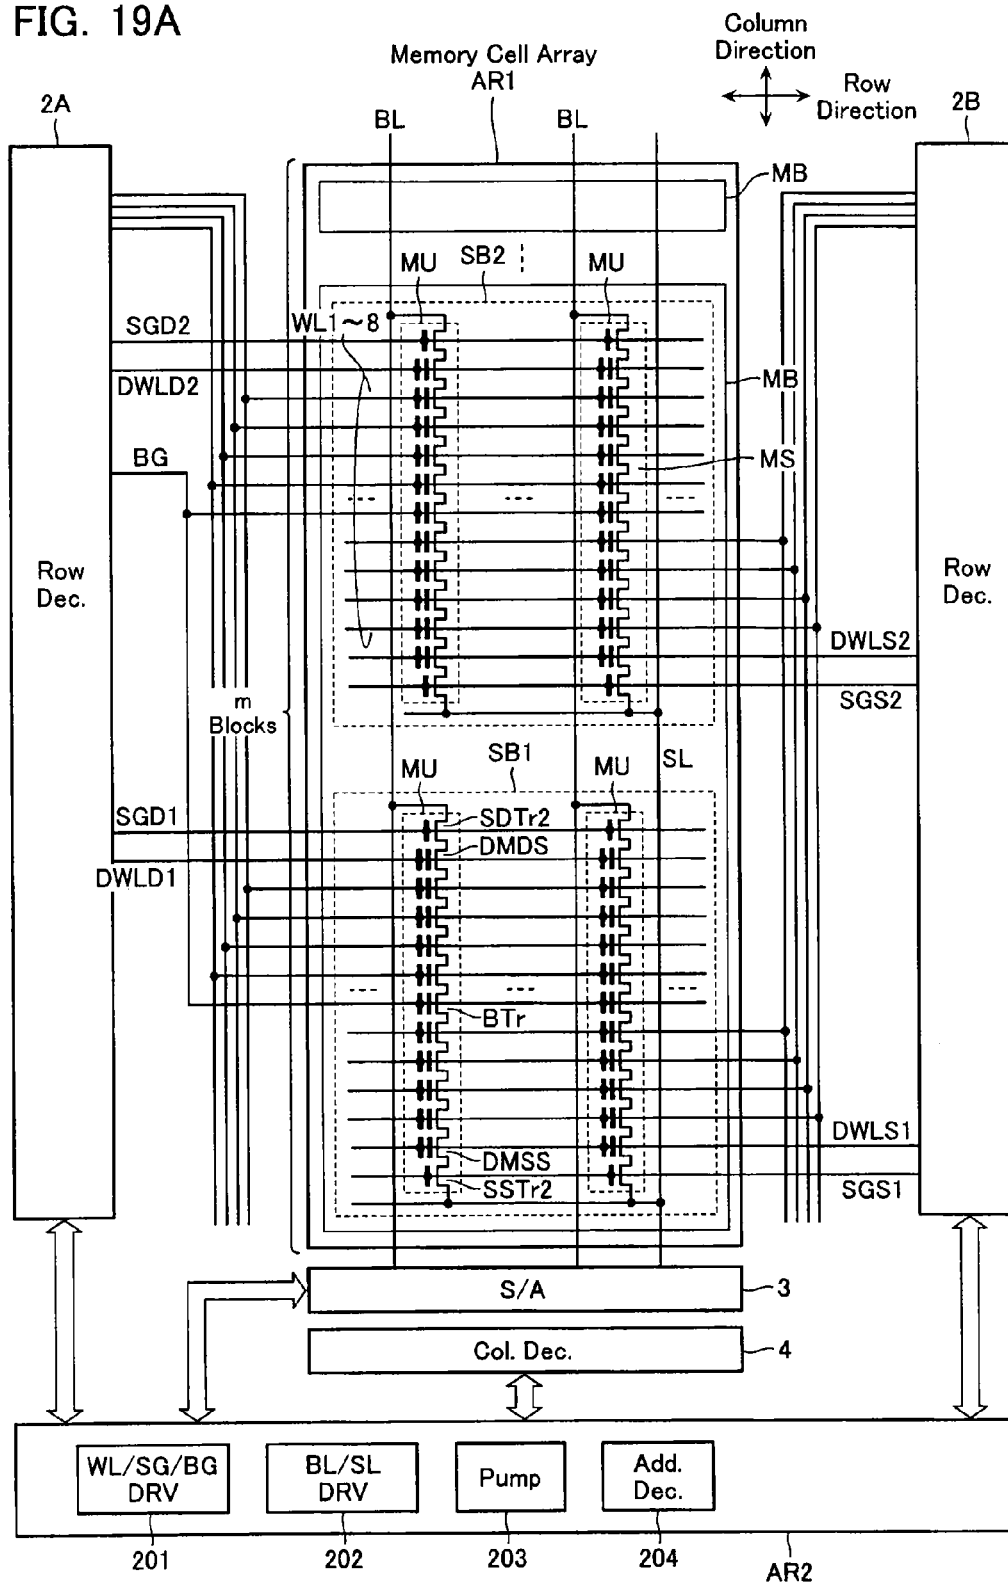 FIG. 19A
Column
Direction
Row
Direction
Memory Cell Array
AR1
2A
2B
BL
BL
MB
SB2
MU
MU
WL1～8
SGD2
DWLD2
MB
BG
MS
Row
Dec.
Row
Dec.
DWLS2
SGS2
m
Blocks
SB1
SL
MU
MU
SGD1
SDTr2
DMDS
DWLD1
BTr
DWLS1
DMSS
SGS1
SSTr2
S/A
3
Col. Dec.
4
WL/SG/BG
DRV
BL/SL
DRV
Pump
Add.
Dec.
201
202
203
204
AR2